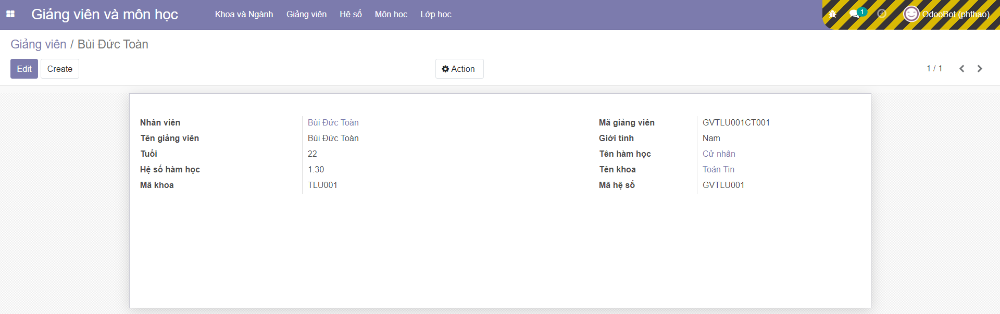 Giảng viên và môn học Khoa và Ngành Giảng viên Hệ số Môn học Lớp học 1 OdooBot (phthao)
Giảng viên / Bùi Đức Toàn
Edit Create Action 1 / 1
Nhân viên Bùi Đức Toàn Mã giảng viên GVTLU001CT001
Tên giảng viên Bùi Đức Toàn Giới tính Nam
Tuổi 22 Tên hàm học Cử nhân
Hệ số hàm học 1.30 Tên khoa Toán Tin
Mã khoa TLU001 Mã hệ số GVTLU001